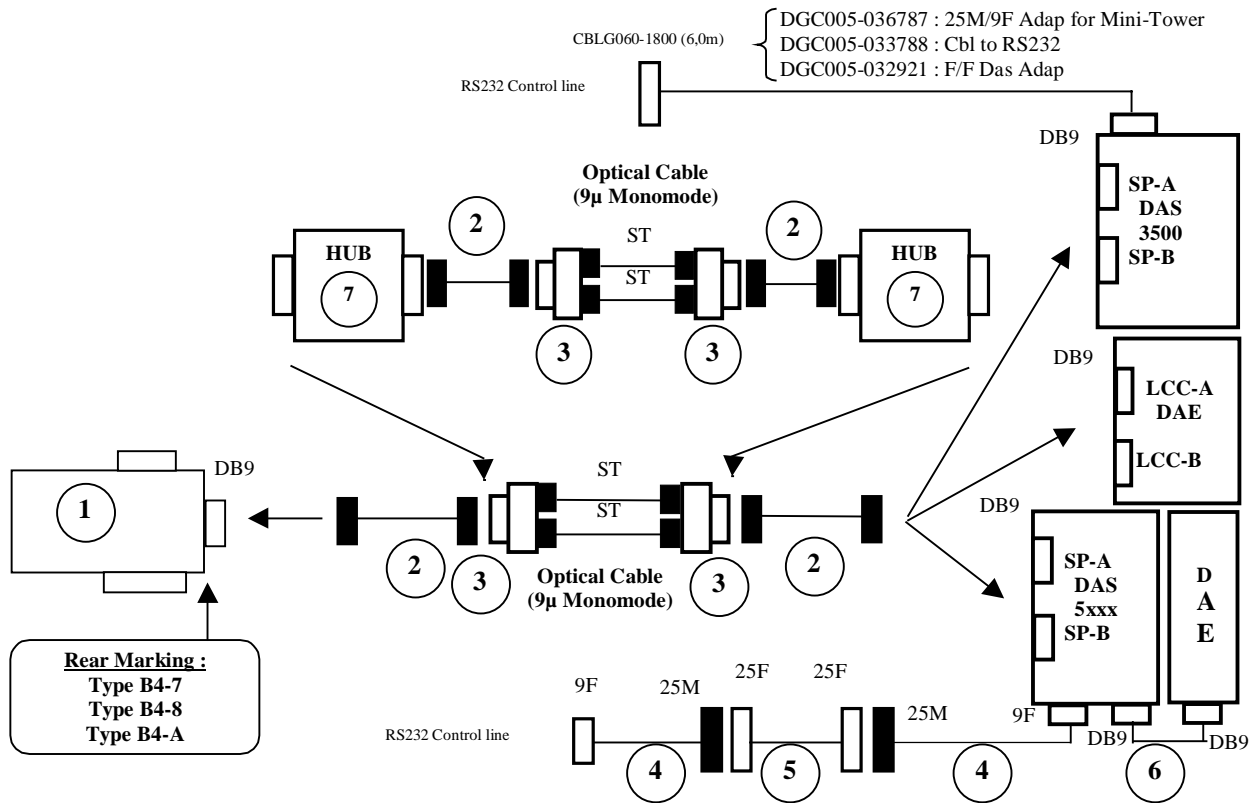 DGC005-036787 : 25M/9F Adap for Mini-Tower
CBLG060-1800 (6,0m)
DGC005-033788 : Cbl to RS232
DGC005-032921 : F/F Das Adap
RS232 Control line
DB9
Optical Cable
(9µ Monomode)
SP-A
DAS
3500
SP-B
2
ST
2
HUB
7
ST
HUB
7
3
3
DB9
LCC-A
DAE
LCC-B
DB9
1
ST
ST
DB9
2
3
Optical Cable
(9µ Monomode)
3
2
SP-A
DAS
5xxx
SP-B
D
A
E
Rear Marking :
Type B4-7
Type B4-8
Type B4-A
9F
25M
25F
25F
25M
9F
RS232 Control line
DB9
DB9
4
5
4
6